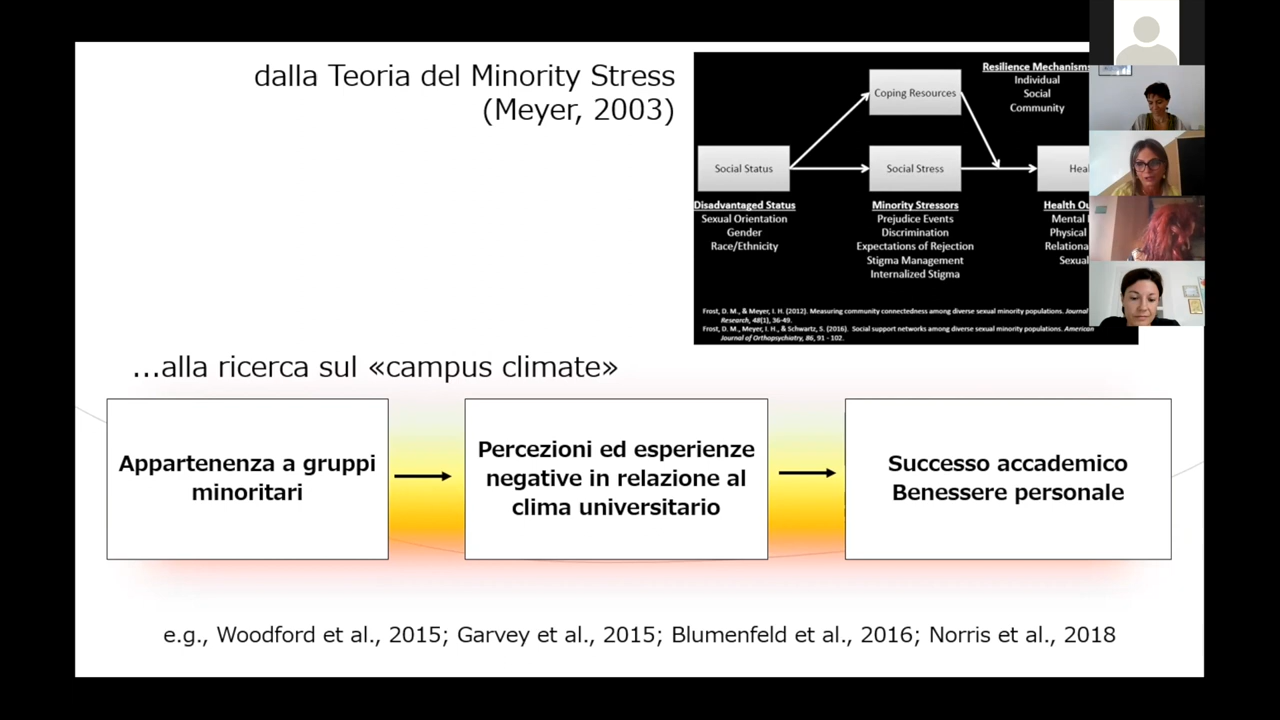 dalla Teoria del Minority Stress
(Meyer, 2003)
Coping Resources
Resilience Mechanisms
Individual
Social
Community
Social Status
Social Stress
Disadvantaged Status
Sexual Orientation
Gender
Race/Ethnicity
Minority Stressors
Prejudice Events
Discrimination
Expectations of Rejection
Stigma Management
Internalized Stigma
Health
Mental
Physical
Relational
Sexual
Frost, D. M., & Meyer, I. H. (2012). Measuring community connectedness among diverse sexual minority populations. Journal
Research, 48(1), 36-49.
Frost, D. M., Meyer, I. H., & Schwartz, S. (2016). Social support networks among diverse sexual minority populations. American
Journal of Orthopsychiatry, 86, 91 - 102.
...alla ricerca sul «campus climate»
Appartenenza a gruppi
minoritari
Percezioni ed esperienze
negative in relazione al
clima universitario
Successo accademico
Benessere personale
e.g., Woodford et al., 2015; Garvey et al., 2015; Blumenfeld et al., 2016; Norris et al., 2018